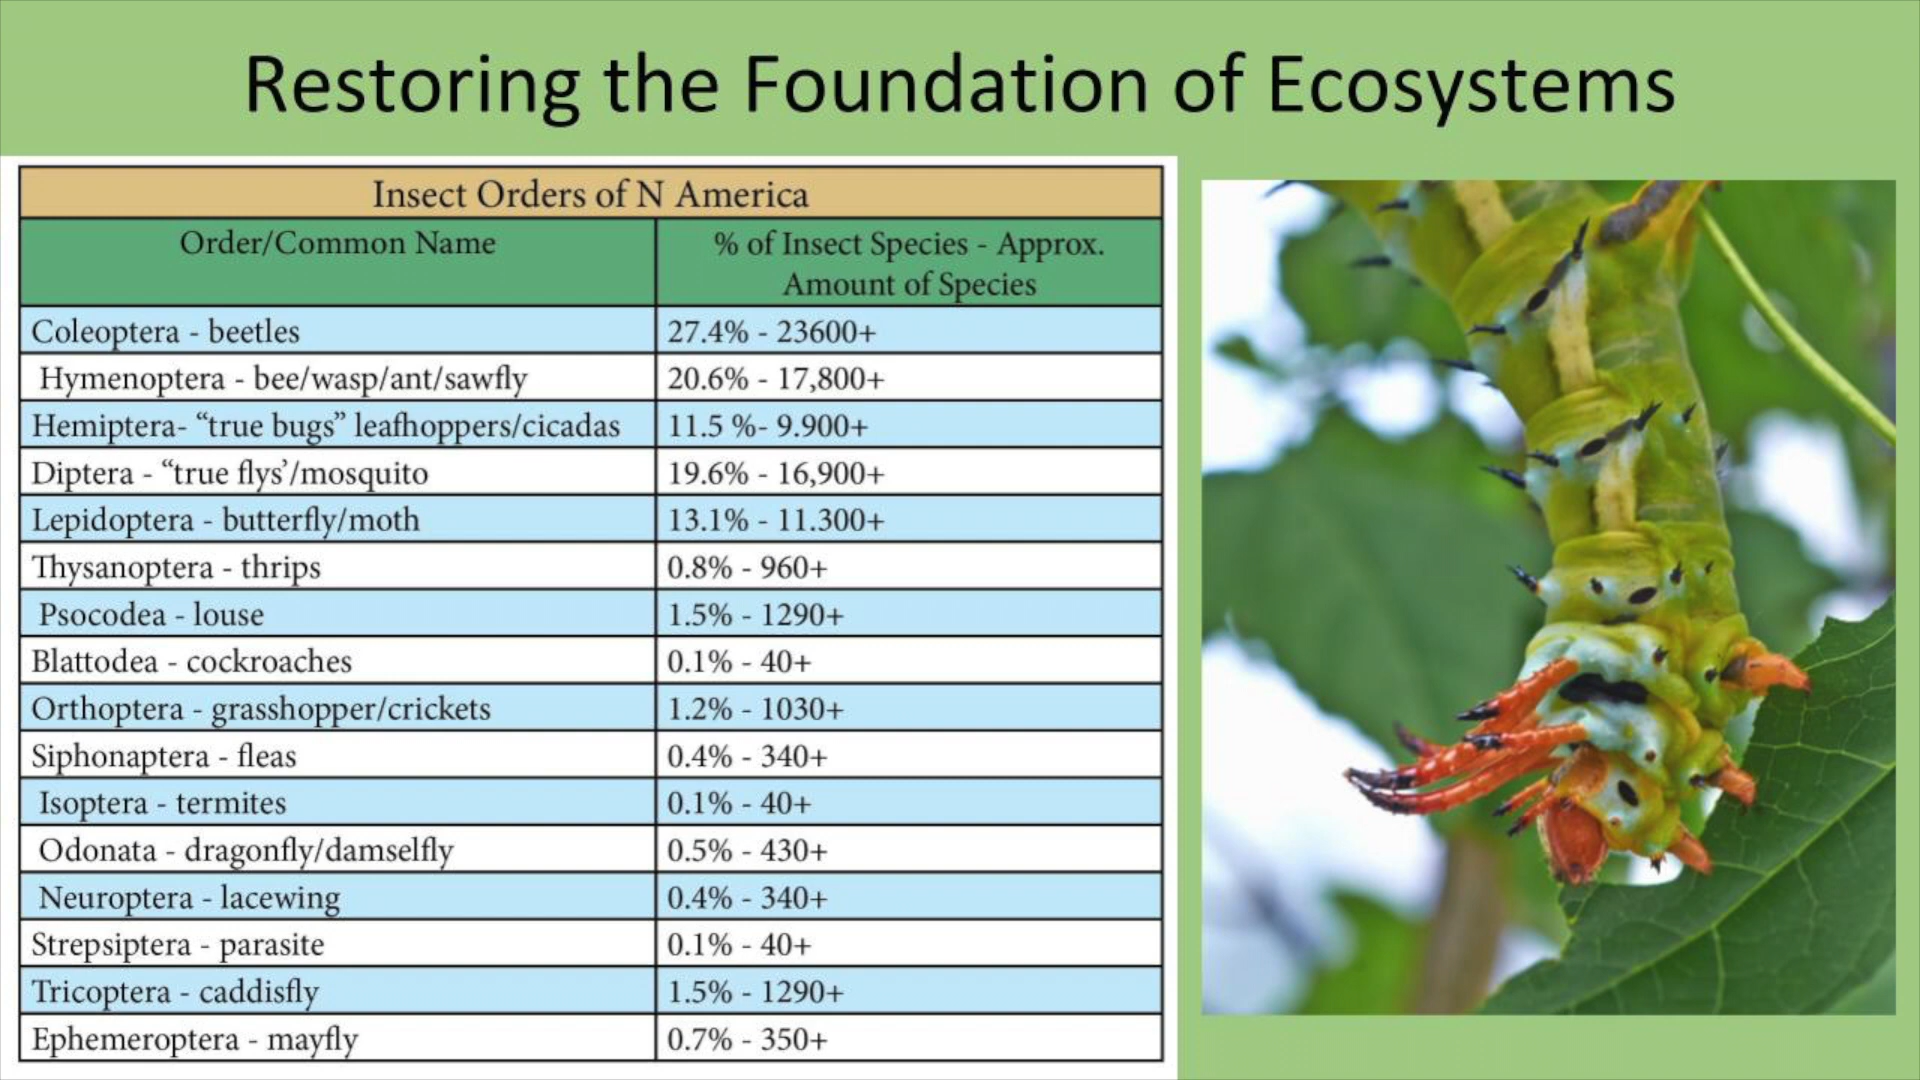 Restoring the Foundation of Ecosystems
Insect Orders of N America
Order/Common Name
% of Insect Species - Approx.
Amount of Species
Coleoptera - beetles
27.4% - 23600+
Hymenoptera - bee/wasp/ant/sawfly
20.6% - 17,800+
Hemiptera- “true bugs” leafhoppers/cicadas
11.5 %- 9.900+
Diptera - “true flys’/mosquito
19.6% - 16,900+
Lepidoptera - butterfly/moth
13.1% - 11.300+
Thysanoptera - thrips
0.8% - 960+
Psocodea - louse
1.5% - 1290+
Blattodea - cockroaches
0.1% - 40+
Orthoptera - grasshopper/crickets
1.2% - 1030+
Siphonaptera - fleas
0.4% - 340+
Isoptera - termites
0.1% - 40+
Odonata - dragonfly/damselfly
0.5% - 430+
Neuroptera - lacewing
0.4% - 340+
Strepsiptera - parasite
0.1% - 40+
Tricoptera - caddisfly
1.5% - 1290+
Ephemeroptera - mayfly
0.7% - 350+